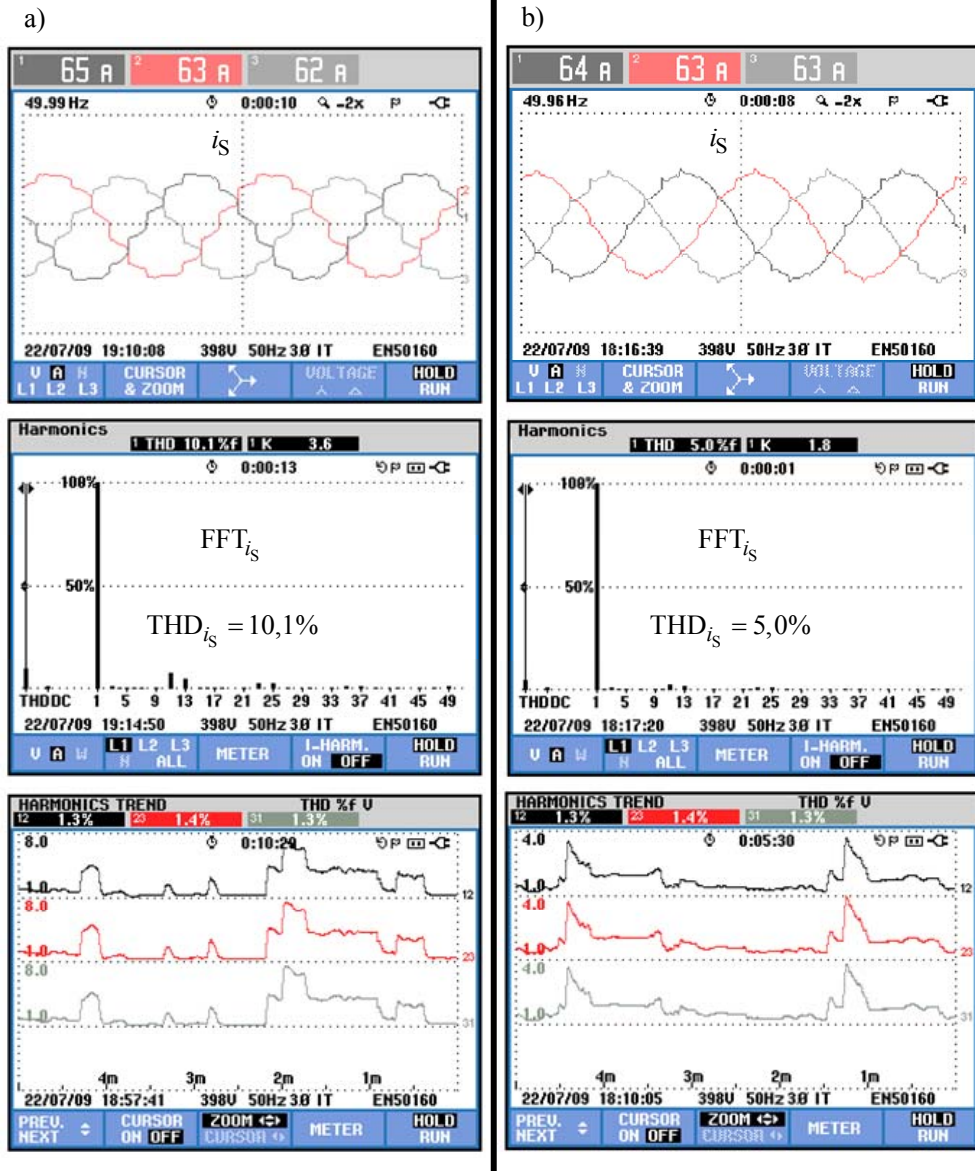 a)
1 65 A 2 63 A 3 62 A
49.99 Hz 0:00:10 -2x
iS
2
1
3
22/07/09 19:10:08 398V 50Hz 3Ø IT EN50160
V A N
L1 L2 L3
CURSOR
& ZOOM
VOLTAGE
HOLD
RUN
Harmonics
1 THD 10.1%f 1 K 3.6
0:00:13
100%
FFTiS
50%
THDiS = 10,1%
THDDC 1 5 9 13 17 21 25 29 33 37 41 45 49
22/07/09 19:14:50 398V 50Hz 3Ø IT EN50160
V A W
L1 L2 L3
N ALL
METER
I-HARM.
ON OFF
HOLD
RUN
HARMONICS TREND THD %f V
12 1.3% 23 1.4% 31 1.3%
8.0 0:10:29
1.0 12
8.0
1.0 23
8.0
1.0 31
4m 3m 2m 1m
22/07/09 18:57:41 398V 50Hz 3Ø IT EN50160
PREV.
NEXT
CURSOR
ON OFF
ZOOM
CURSOR
METER
HOLD
RUN
b)
1 64 A 2 63 A 3 63 A
49.96 Hz 0:00:08 -2x
iS
2
1
3
22/07/09 18:16:39 398V 50Hz 3Ø IT EN50160
V A N
L1 L2 L3
CURSOR
& ZOOM
VOLTAGE
HOLD
RUN
Harmonics
1 THD 5.0%f 1 K 1.8
0:00:01
100%
FFTiS
50%
THDiS = 5,0%
THDDC 1 5 9 13 17 21 25 29 33 37 41 45 49
22/07/09 18:17:20 398V 50Hz 3Ø IT EN50160
V A W
L1 L2 L3
N ALL
METER
I-HARM.
ON OFF
HOLD
RUN
HARMONICS TREND THD %f V
12 1.3% 23 1.4% 31 1.3%
4.0 0:05:30
1.0 12
4.0
1.0 23
4.0
1.0 31
4m 3m 2m 1m
22/07/09 18:10:05 398V 50Hz 3Ø IT EN50160
PREV.
NEXT
CURSOR
ON OFF
ZOOM
CURSOR
METER
HOLD
RUN